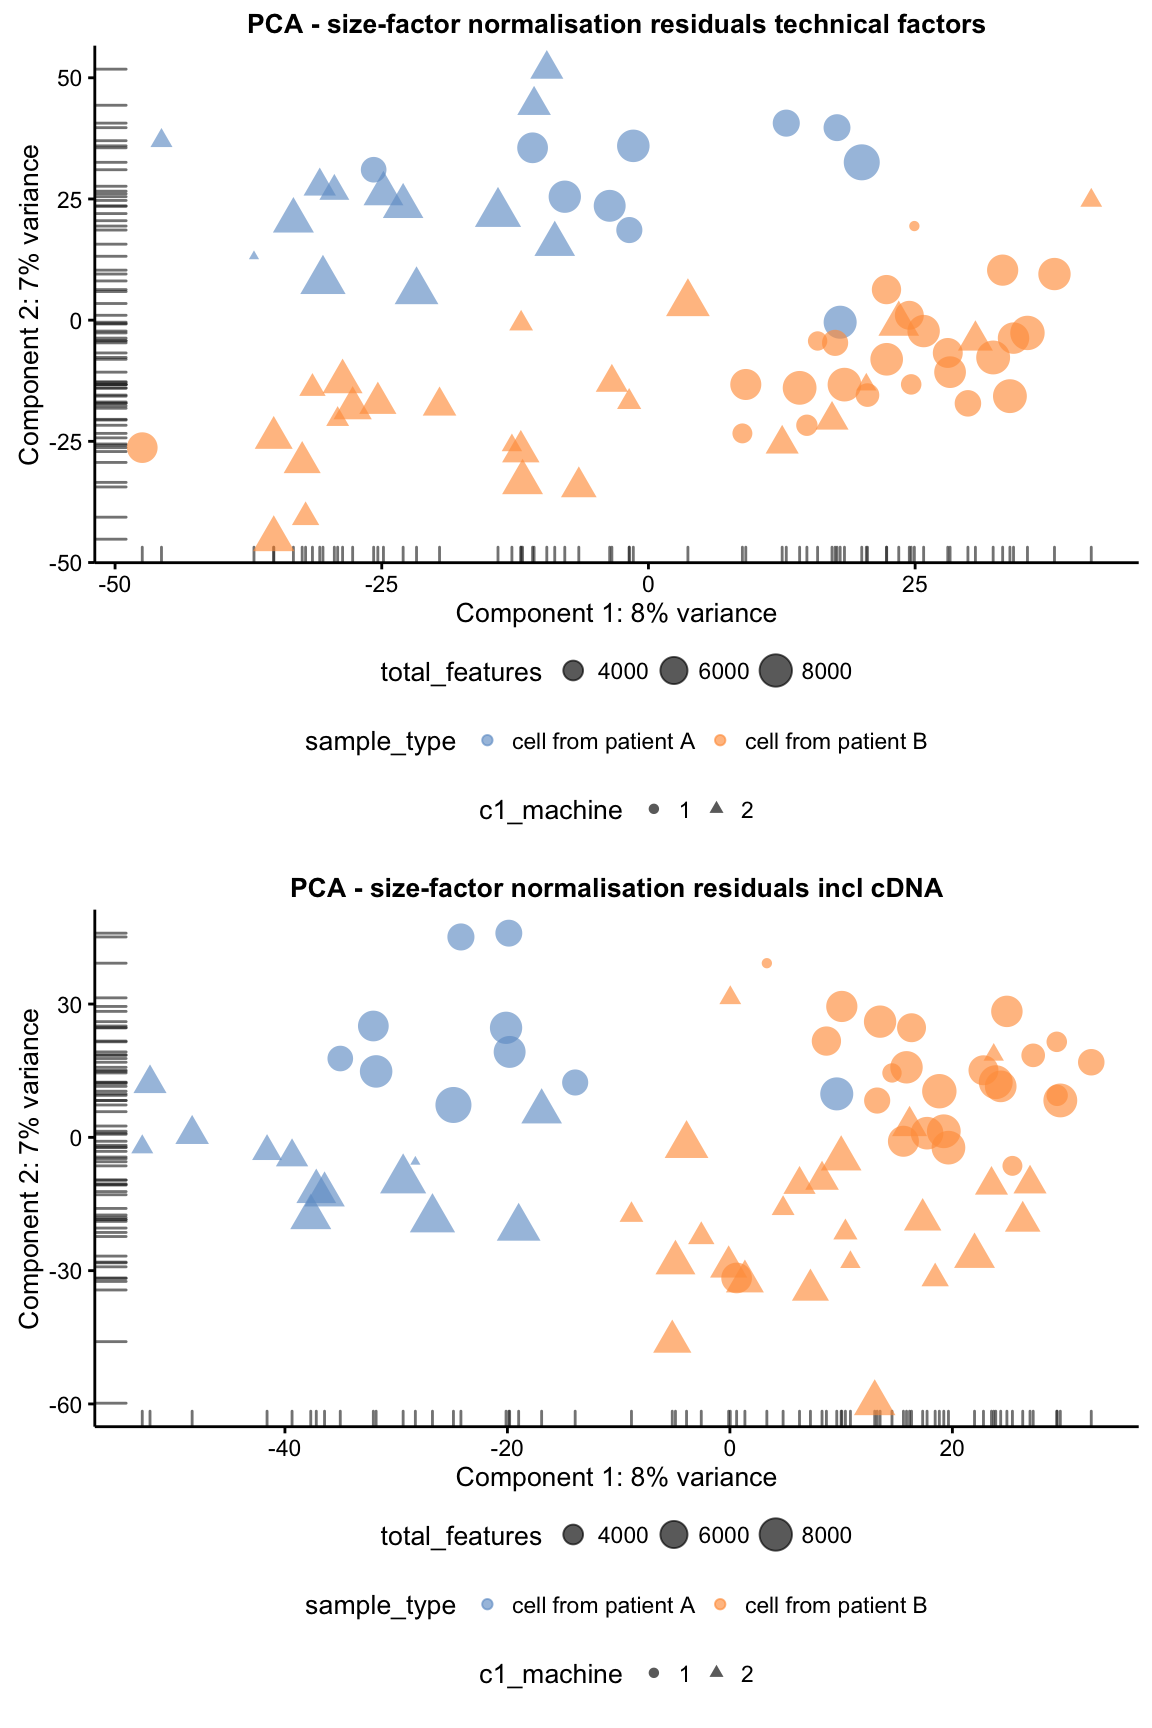 PCA - size-factor normalisation residuals technical factors
50
25
0
-25
-50
Component 2: 7% variance
-50 -25 0 25
Component 1: 8% variance
total_features 4000 6000 8000
sample_type cell from patient A cell from patient B
c1_machine 1 2
PCA - size-factor normalisation residuals incl cDNA
30
0
-30
-60
Component 2: 7% variance
-40 -20 0 20
Component 1: 8% variance
total_features 4000 6000 8000
sample_type cell from patient A cell from patient B
c1_machine 1 2